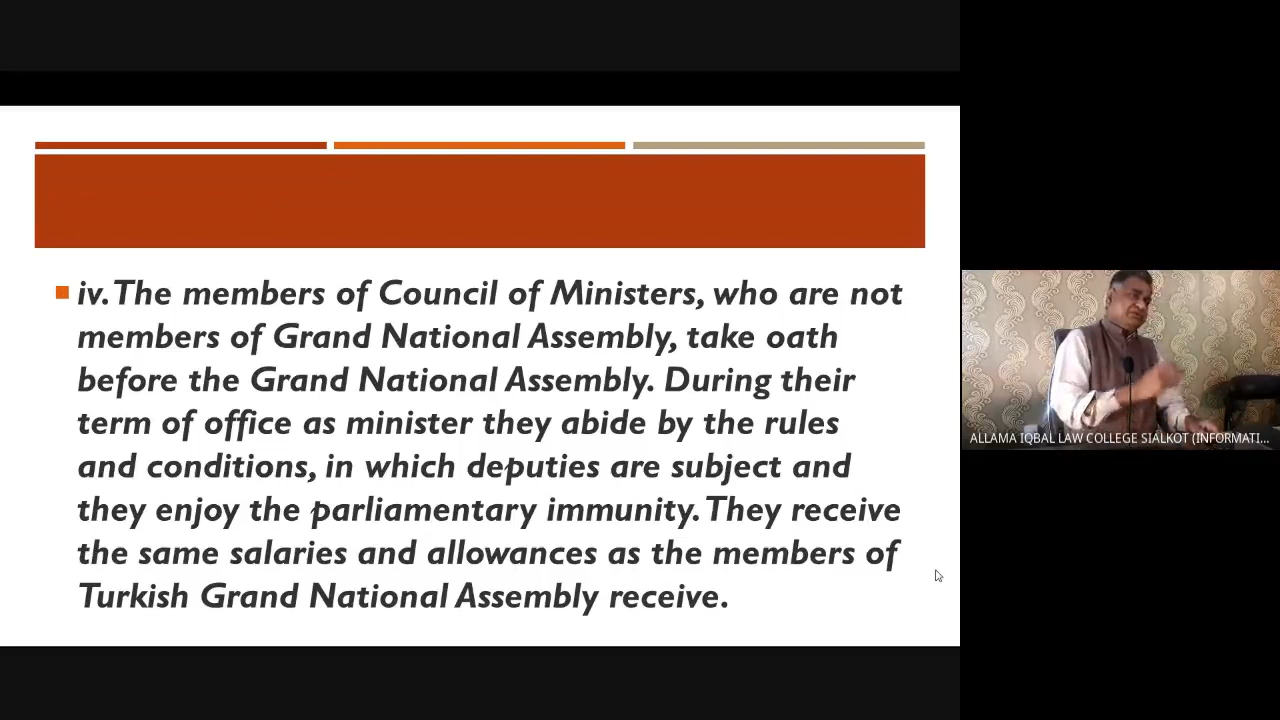 iv. The members of Council of Ministers, who are not
members of Grand National Assembly, take oath
before the Grand National Assembly. During their
term of office as minister they abide by the rules
and conditions, in which deputies are subject and
they enjoy the parliamentary immunity. They receive
the same salaries and allowances as the members of
Turkish Grand National Assembly receive.
ALLAMA IQBAL LAW COLLEGE SIALKOT (INFORMATI...